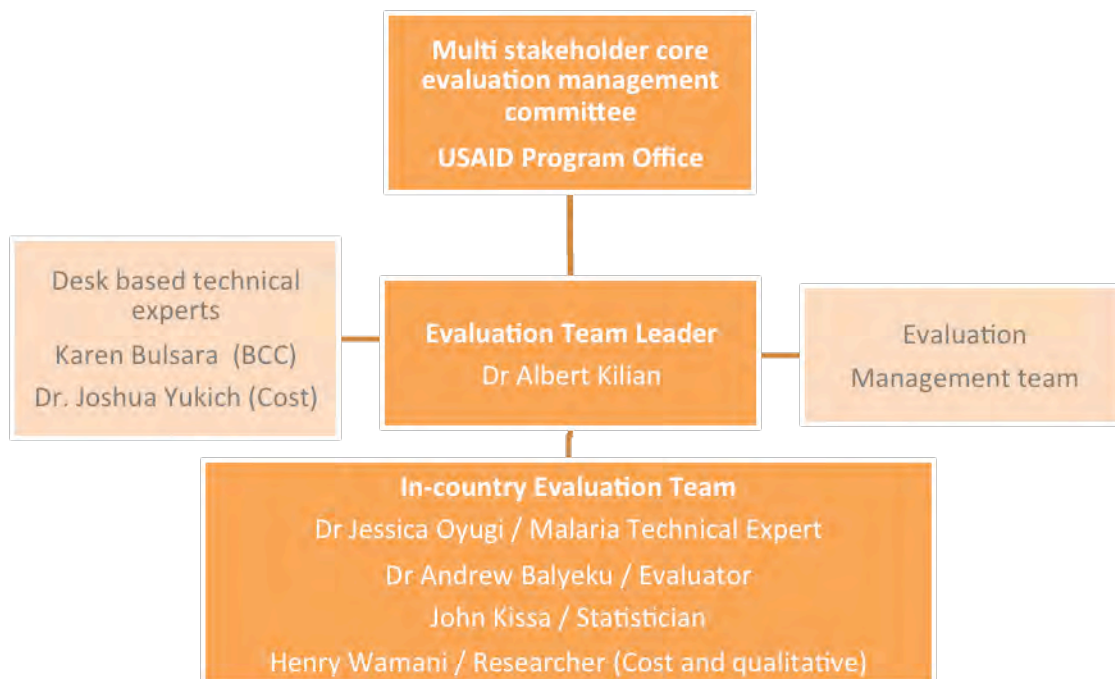 Multi stakeholder core
evaluation management
committee
USAID Program Office
Desk based technical
experts
Karen Bulsara (BCC)
Dr. Joshua Yukich (Cost)
Evaluation Team Leader
Dr Albert Kilian
Evaluation
Management team
In-country Evaluation Team
Dr Jessica Oyugi / Malaria Technical Expert
Dr Andrew Balyeku / Evaluator
John Kissa / Statistician
Henry Wamani / Researcher (Cost and qualitative)